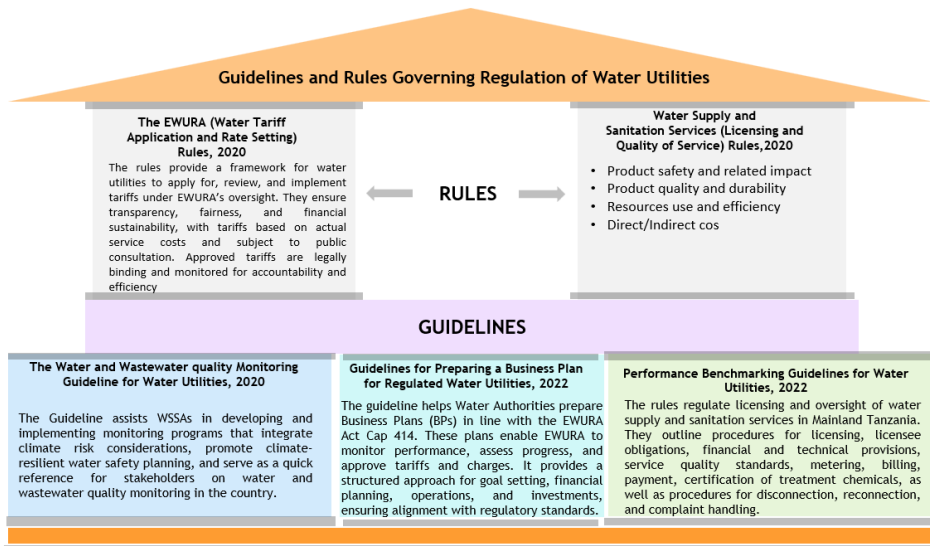 Guidelines and Rules Governing Regulation of Water Utilities
The EWURA (Water Tariff
Application and Rate Setting)
Rules, 2020
The rules provide a framework for water
utilities to apply for, review, and implement
tariffs under EWURA’s oversight. They ensure
transparency, fairness, and financial
sustainability, with tariffs based on actual
service costs and subject to public
consultation. Approved tariffs are legally
binding and monitored for accountability and
efficiency
RULES
Water Supply and
Sanitation Services (Licensing and
Quality of Service) Rules,2020
• Product safety and related impact
• Product quality and durability
• Resources use and efficiency
• Direct/Indirect cos
GUIDELINES
The Water and Wastewater quality Monitoring
Guideline for Water Utilities, 2020
The Guideline assists WSSAs in developing and
implementing monitoring programs that integrate
climate risk considerations, promote climate-
resilient water safety planning, and serve as a quick
reference for stakeholders on water and
wastewater quality monitoring in the country.
Guidelines for Preparing a Business Plan
for Regulated Water Utilities, 2022
The guideline helps Water Authorities prepare
Business Plans (BPs) in line with the EWURA
Act Cap 414. These plans enable EWURA to
monitor performance, assess progress, and
approve tariffs and charges. It provides a
structured approach for goal setting, financial
planning, operations, and investments,
ensuring alignment with regulatory standards.
Performance Benchmarking Guidelines for Water
Utilities, 2022
The rules regulate licensing and oversight of water
supply and sanitation services in Mainland Tanzania.
They outline procedures for licensing, licensee
obligations, financial and technical provisions,
service quality standards, metering, billing,
payment, certification of treatment chemicals, as
well as procedures for disconnection, reconnection,
and complaint handling.